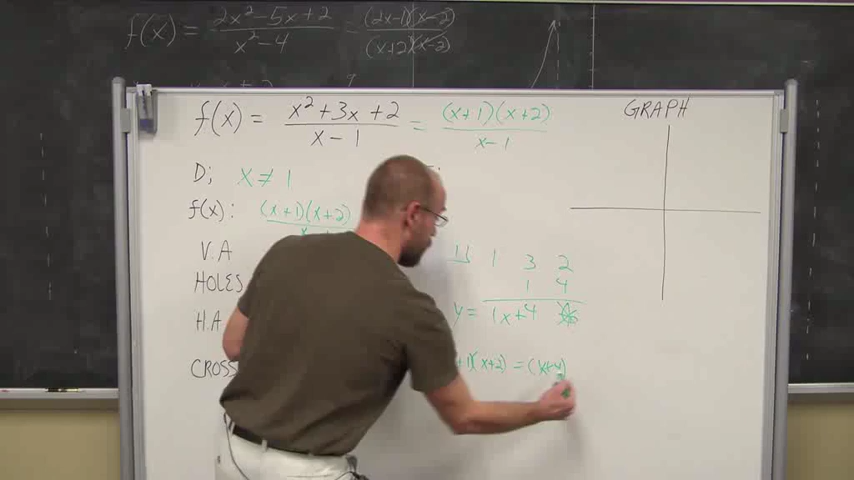 f(x) = 2x²-5x+2 / x²-4 = (2x-1)(x-2) / (x+2)(x-2)
f(x) = x²+3x+2 / x-1 = (x+1)(x+2) / x-1
GRAPH
D; x ≠ 1
f(x): (x+1)(x+2)
V.A
1 1 3 2
HOLES
1 4
H.A
y = 1x+4
CROSS
+1)(x+2) = (x+4)